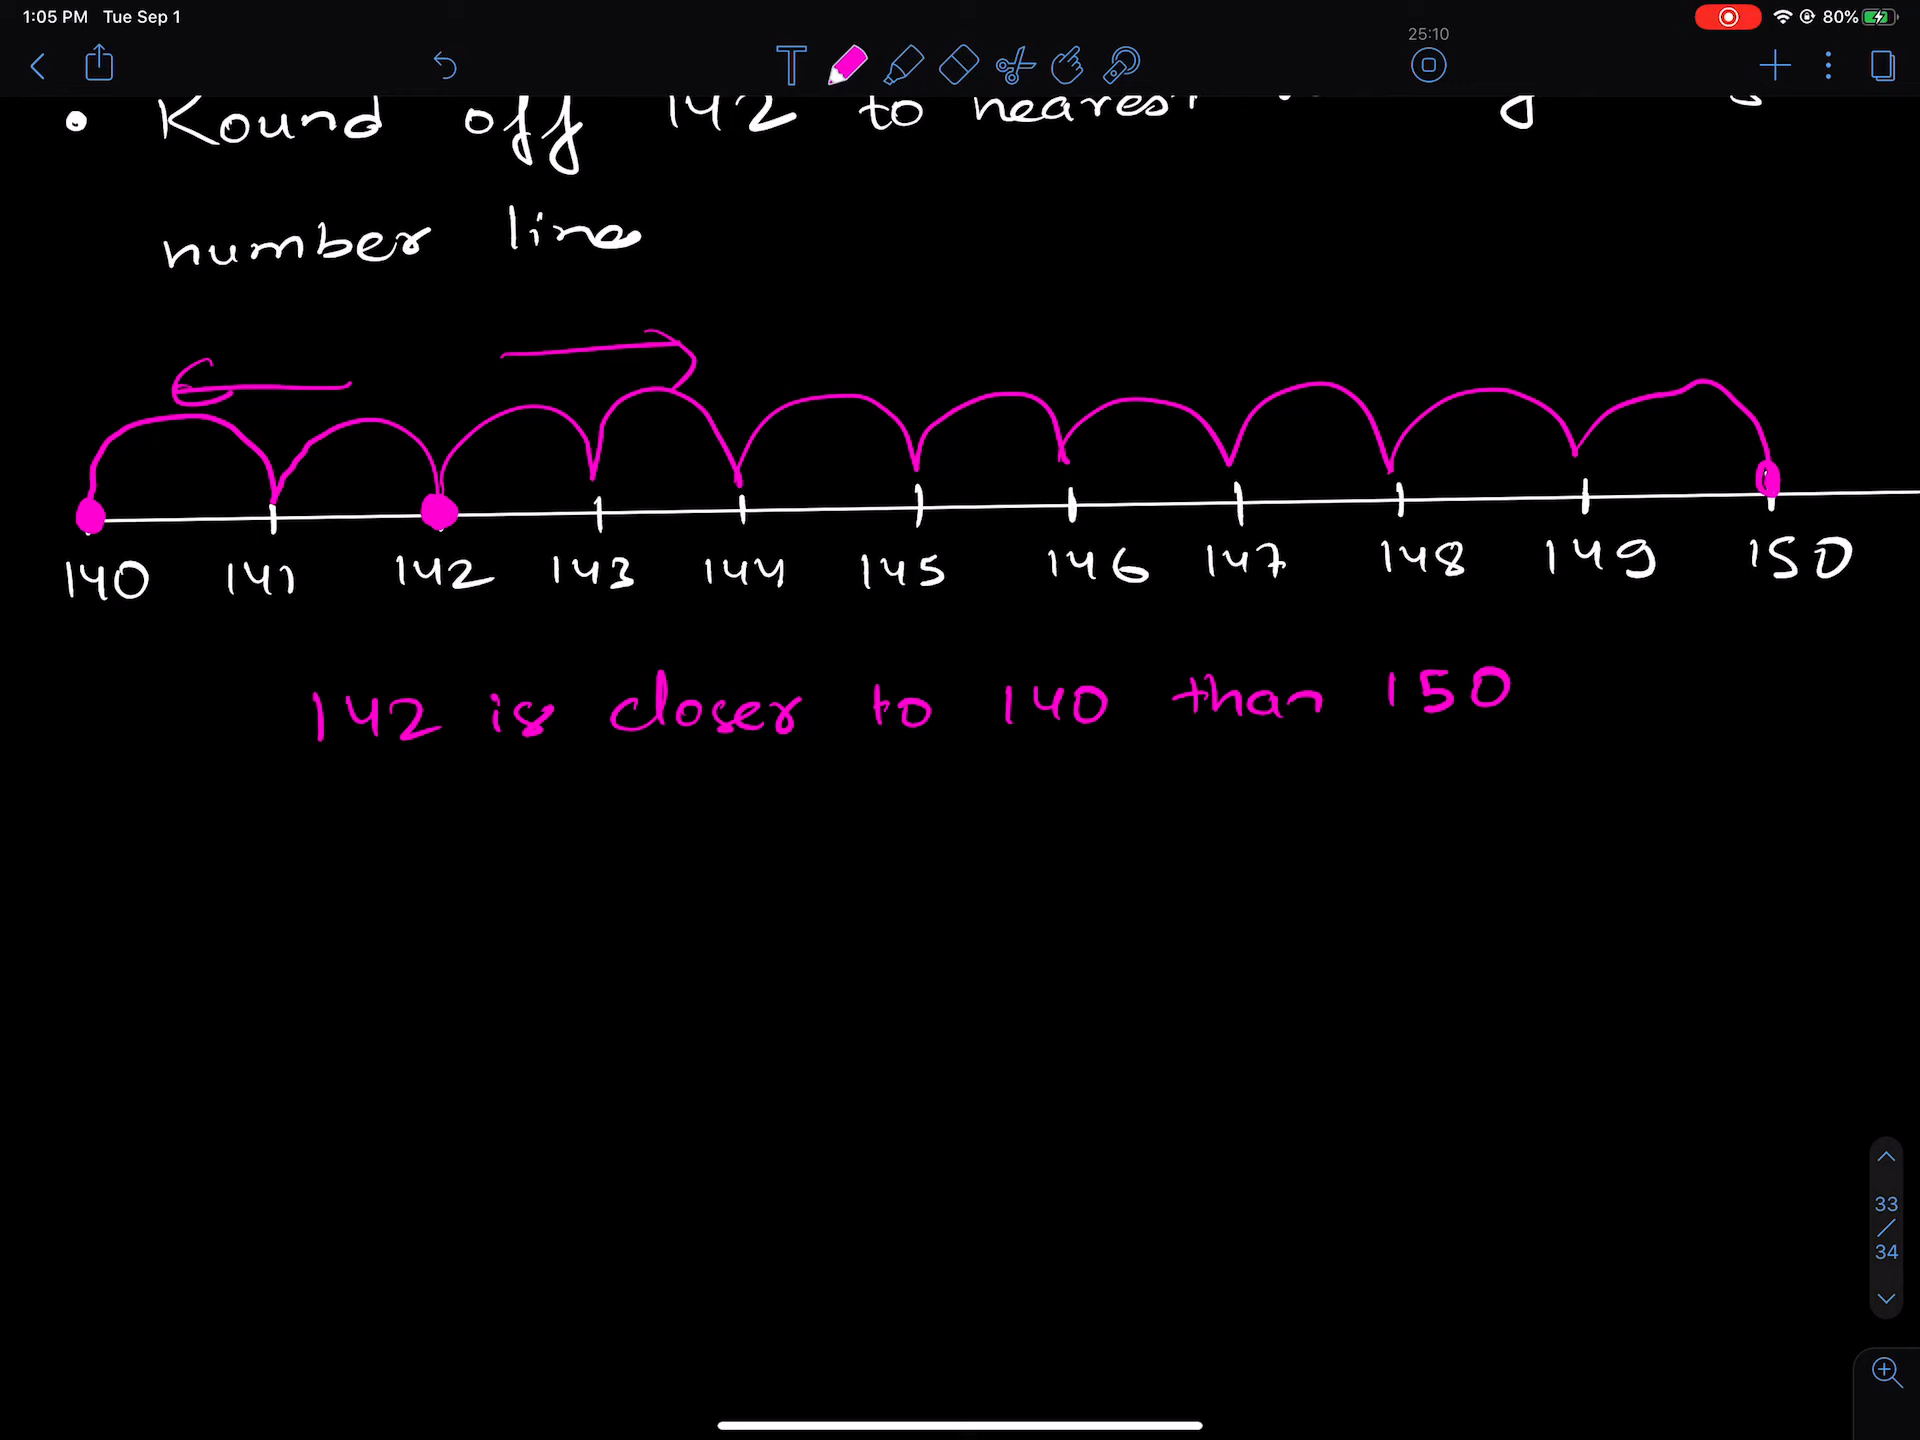 1:05 PM Tue Sep 1
80%
25:10
• Round off 142 to nearest
number line
140 141 142 143 144 145 146 147 148 149 150
142 is closer to 140 than 150
33
/
34